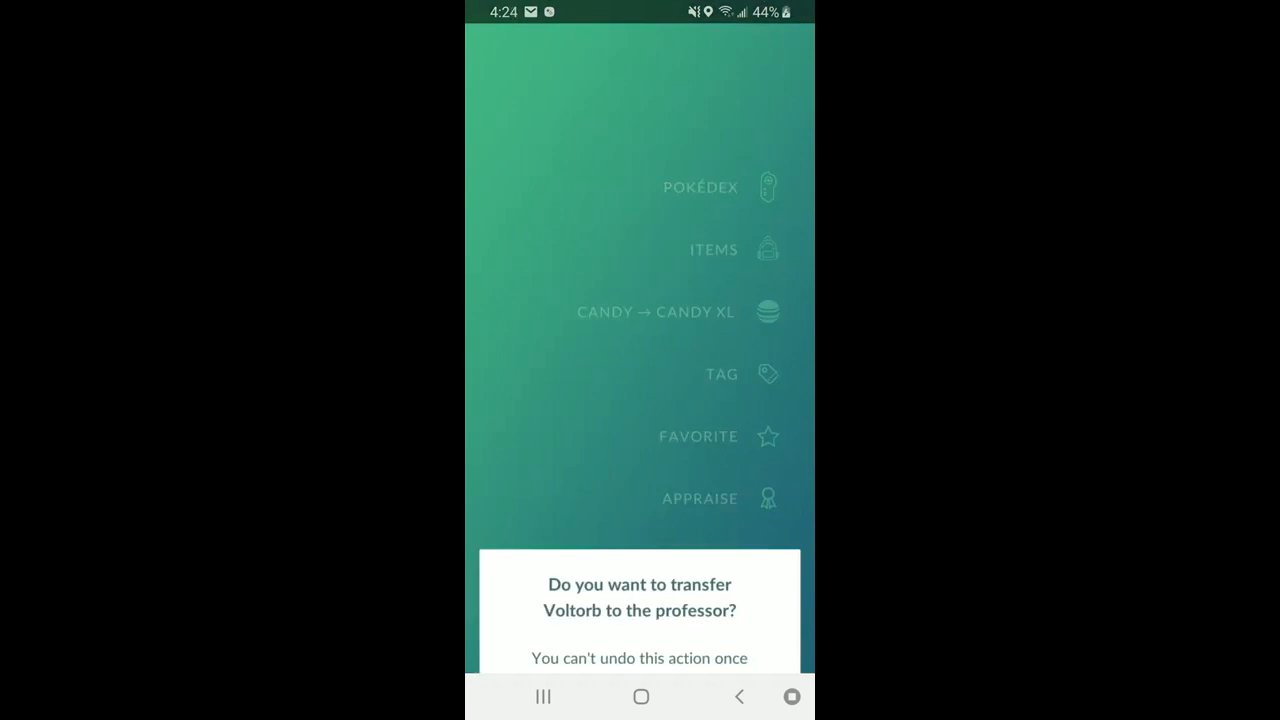 4:24 44%
POKÉDEX
ITEMS
CANDY → CANDY XL
TAG
FAVORITE
APPRAISE
Do you want to transfer
Voltorb to the professor?
You can't undo this action once